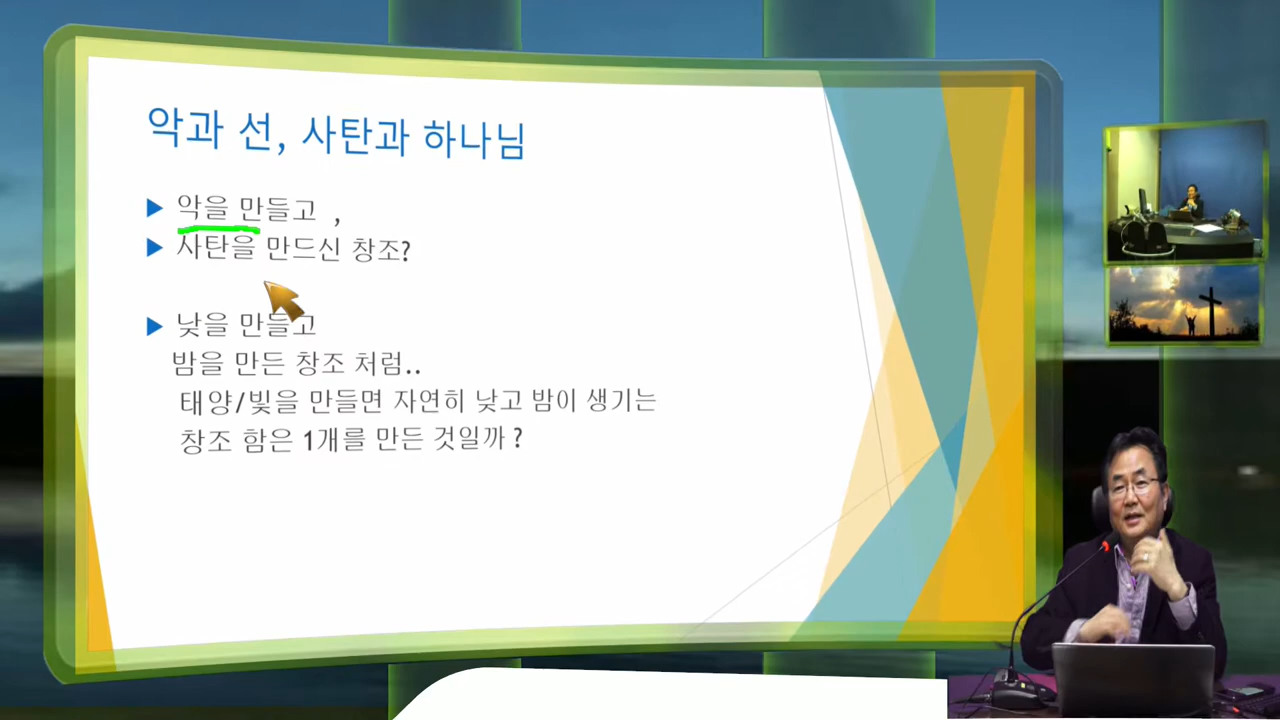 악과 선, 사탄과 하나님
악을 만들고 ,
사탄을 만드신 창조?
낮을 만들고
밤을 만든 창조 처럼..
태양/빛을 만들면 자연히 낮고 밤이 생기는
창조 함은 1개를 만든 것일까 ?